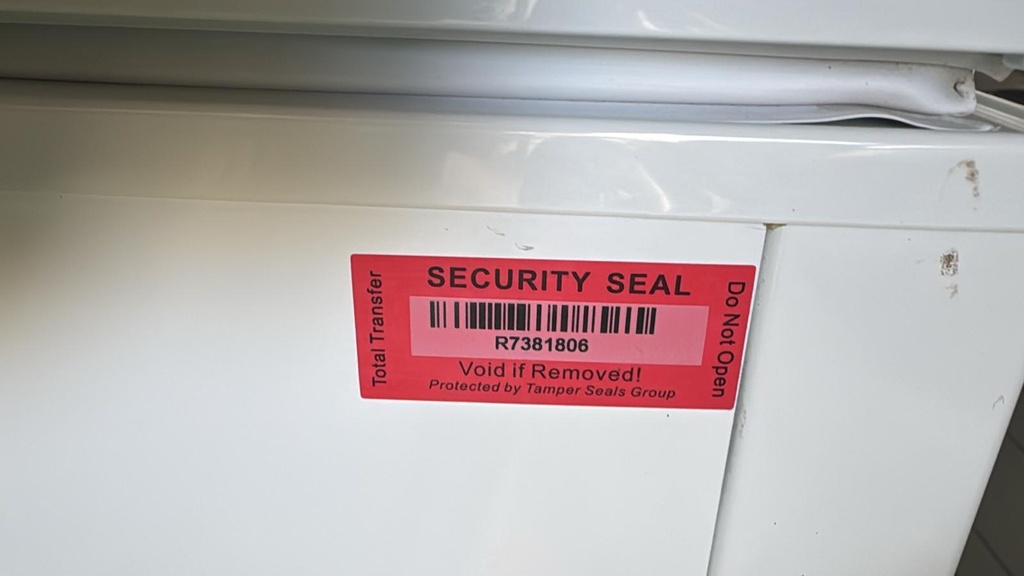 Total Transfer
SECURITY SEAL
R7381806
Void if Removed!
Protected by Tamper Seals Group
Do Not Open